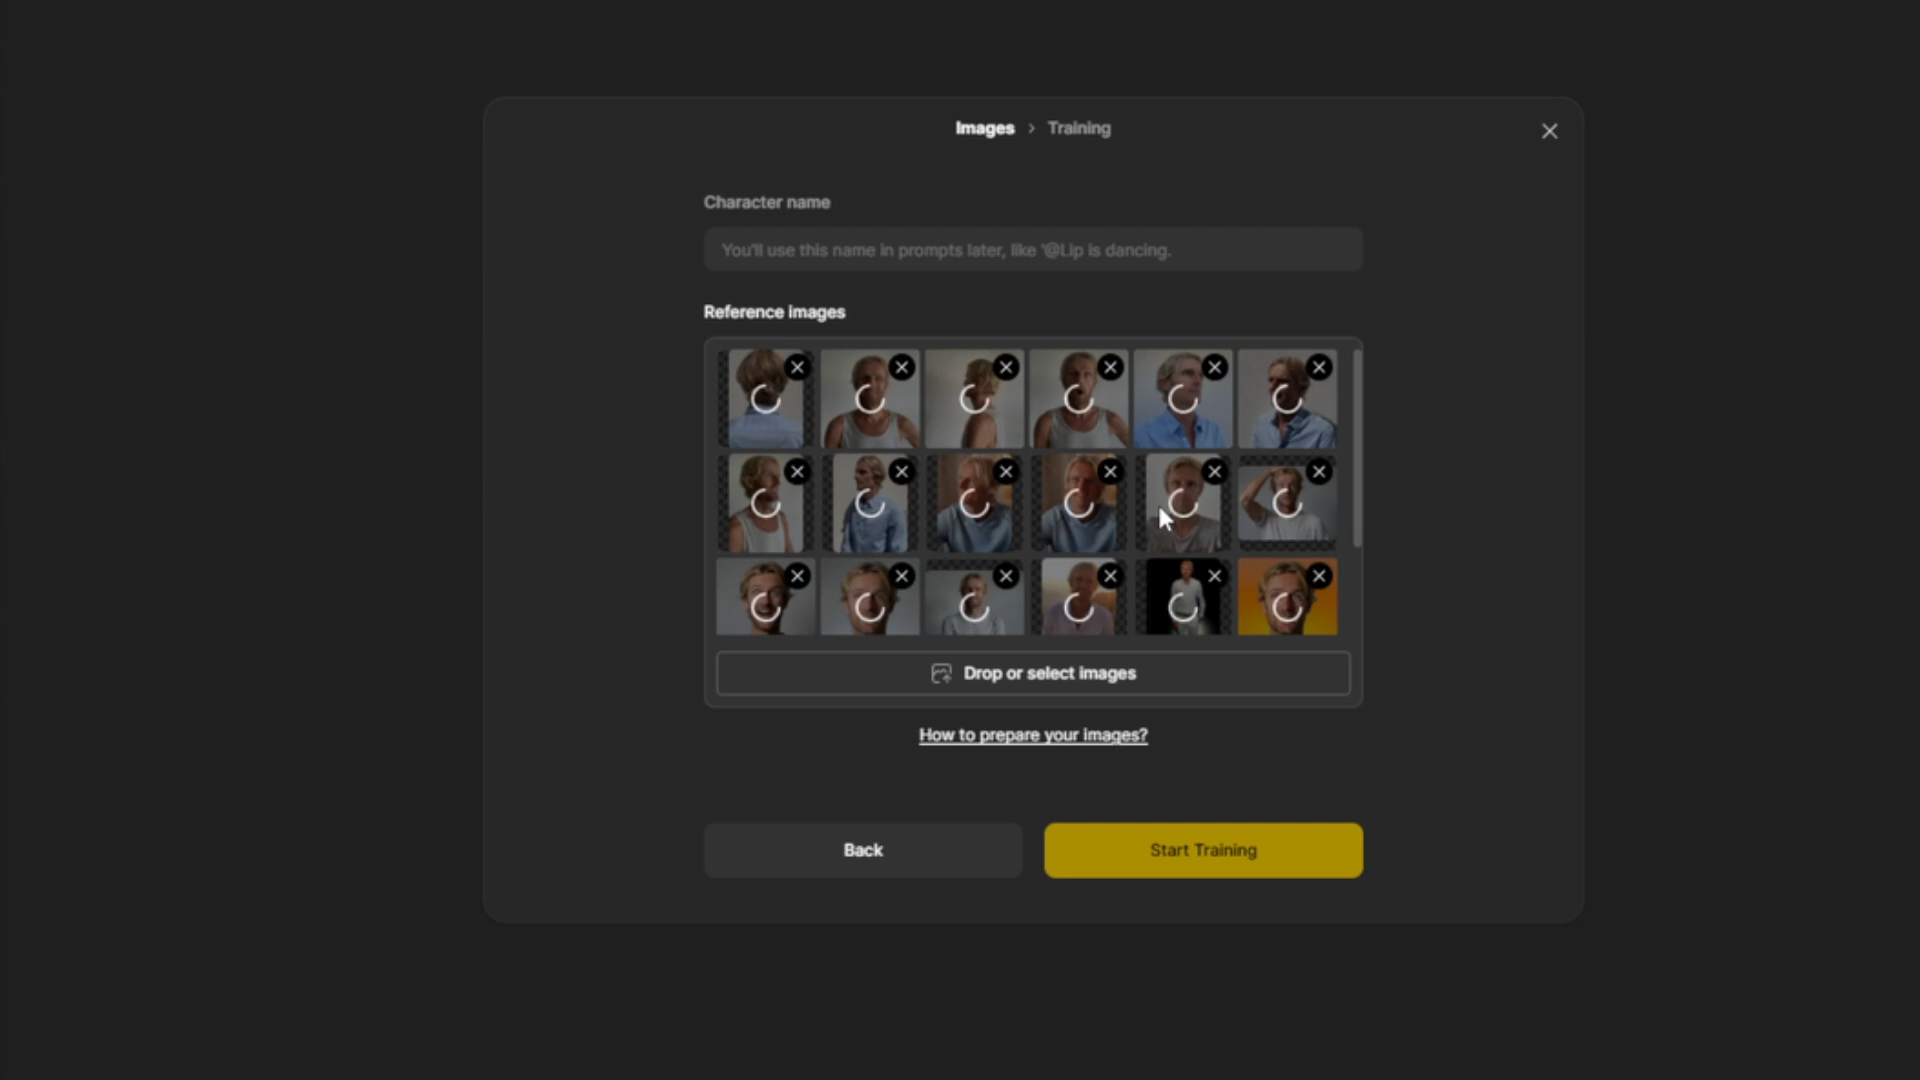 Images > Training
Character name
You'll use this name in prompts later, like '@Lip is dancing.
Reference images
Drop or select images
How to prepare your images?
Back
Start Training